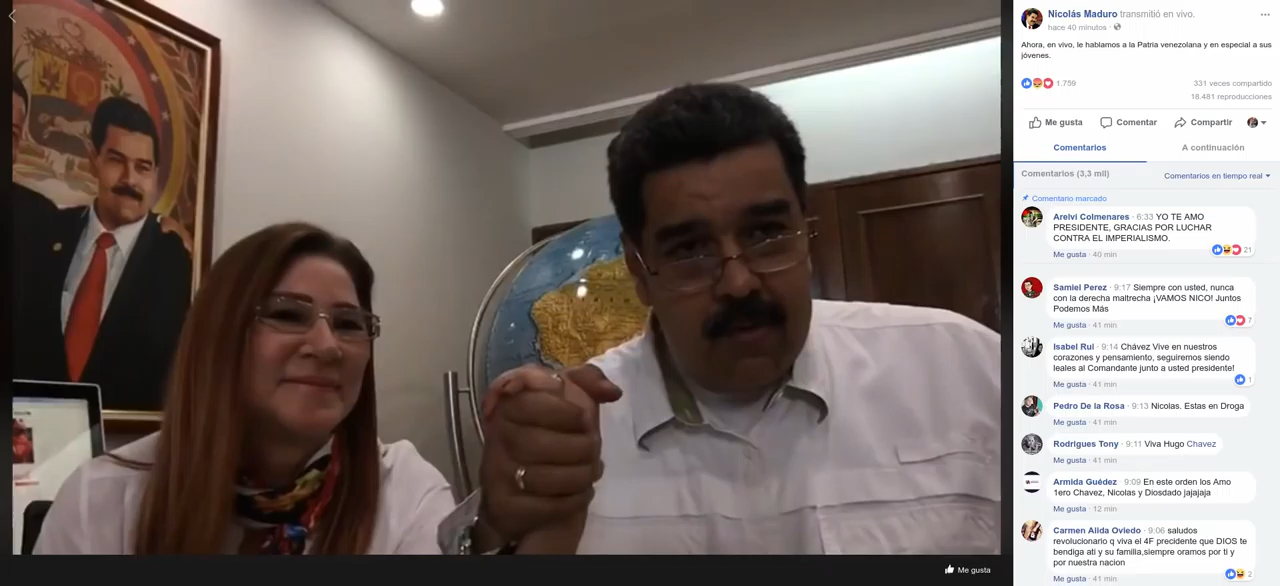 Nicolás Maduro transmitió en vivo.
hace 40 minutos ·
Ahora, en vivo, le hablamos a la Patria venezolana y en especial a sus
jóvenes.
1.759
331 veces compartido
18.481 reproducciones
Me gusta Comentar Compartir
Comentarios A continuación
Comentarios (3,3 mil) Comentarios en tiempo real
Comentario marcado
Arelvi Colmenares · 6:33 YO TE AMO
PRESIDENTE, GRACIAS POR LUCHAR
CONTRA EL IMPERIALISMO.
21
Me gusta · 40 min
Samiel Perez · 9:17 Siempre con usted, nunca
con la derecha maltrecha ¡VAMOS NICO! Juntos
Podemos Más
7
Me gusta · 41 min
Isabel Rui · 9:14 Chávez Vive en nuestros
corazones y pensamiento, seguiremos siendo
leales al Comandante junto a usted presidente!
1
Me gusta · 41 min
Pedro De la Rosa · 9:13 Nicolas. Estas en Droga
Me gusta · 41 min
Rodrigues Tony · 9:11 Viva Hugo Chavez
Me gusta · 41 min
Armida Guédez · 9:09 En este orden los Amo
1ero Chavez, Nicolas y Diosdado jajajaja
Me gusta · 12 min
Carmen Alida Oviedo · 9:06 saludos
revolucionario q viva el 4F presidente que DIOS te
bendiga ati y su familia,siempre oramos por ti y
por nuestra nacion
2
Me gusta · 41 min
Me gusta